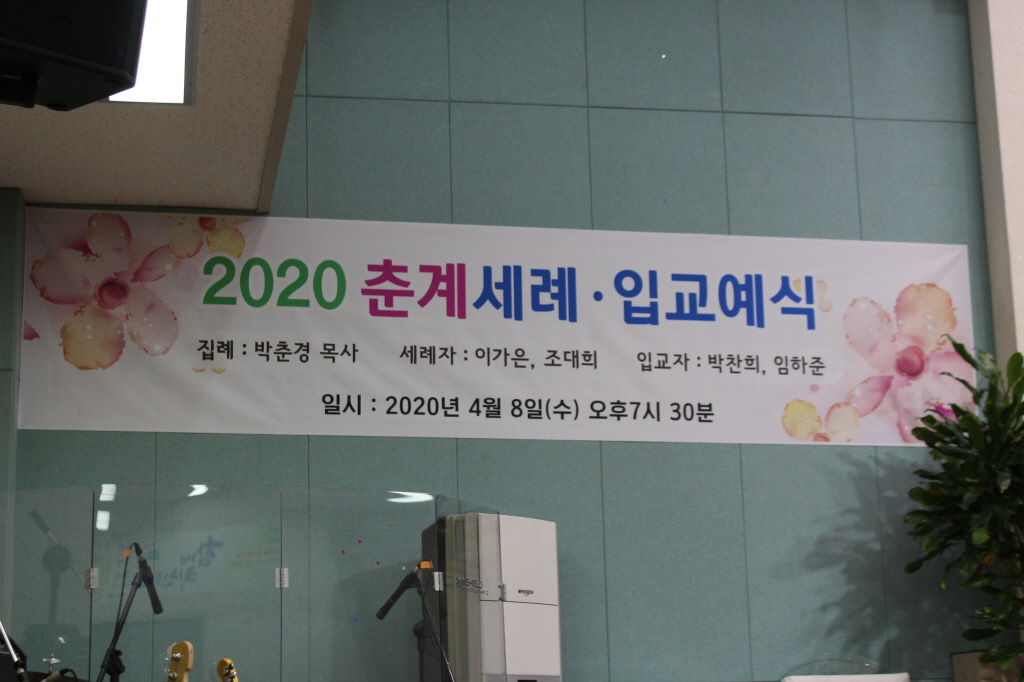 2020 춘계세례·입교예식
집례 : 박춘경 목사 세례자 : 이가은, 조대희 입교자 : 박찬희, 임하준
일시 : 2020년 4월 8일(수) 오후7시 30분